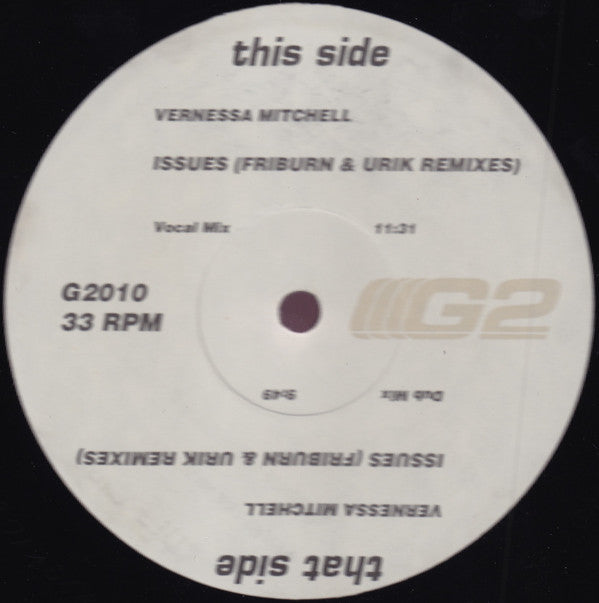 this side
VERNESSA MITCHELL
ISSUES (FRIBURN & URIK REMIXES)
Vocal Mix 11:31
G2010
33 RPM
G2
that side
VERNESSA MITCHELL
ISSUES (FRIBURN & URIK REMIXES)
Dub Mix 9:49